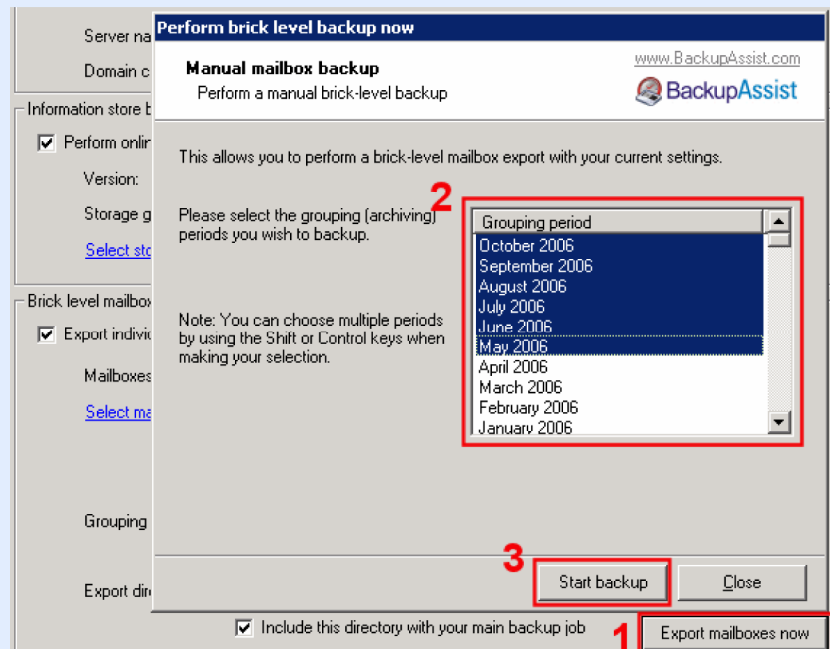 Server na
Perform brick level backup now
Domain c
Manual mailbox backup
www.BackupAssist.com
Perform a manual brick-level backup
BackupAssist
Information store b
Perform onlin
This allows you to perform a brick-level mailbox export with your current settings.
Version:
2
Storage g
Please select the grouping (archiving)
periods you wish to backup.
Select sto
Grouping period
October 2006
September 2006
August 2006
July 2006
June 2006
May 2006
April 2006
March 2006
February 2006
January 2006
Brick level mailbox
Export individ
Note: You can choose multiple periods
by using the Shift or Control keys when
making your selection.
Mailboxes
Select ma
Grouping
3
Export dire
Start backup
Close
Include this directory with your main backup job
1
Export mailboxes now